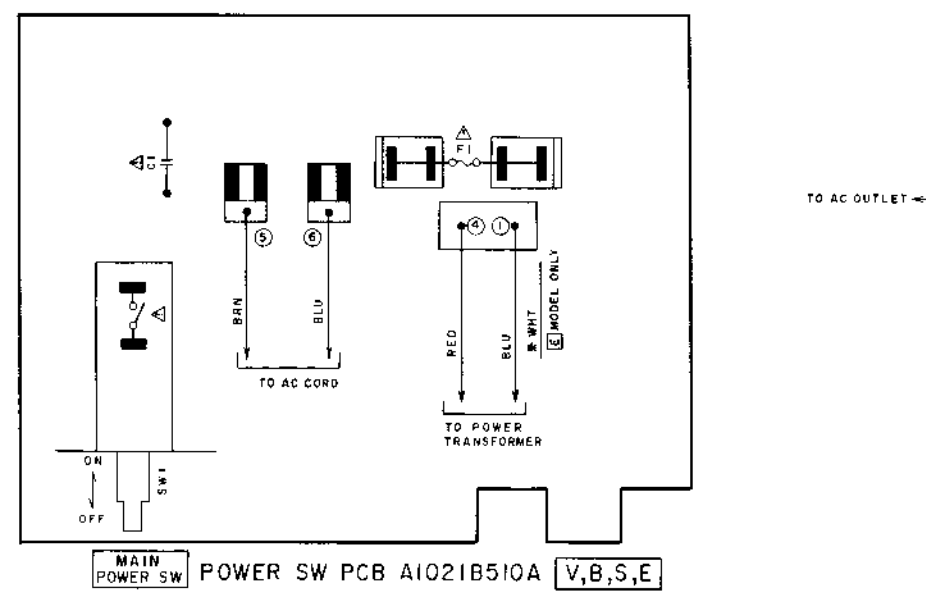 C1
F1
TO AC OUTLET
5
6
4
1
BRN
BLU
RED
BLU
* WHT
E MODEL ONLY
TO AC CORD
TO POWER
TRANSFORMER
ON
OFF
SW1
MAIN
POWER SW
POWER SW PCB A1021B510A
V,B,S,E